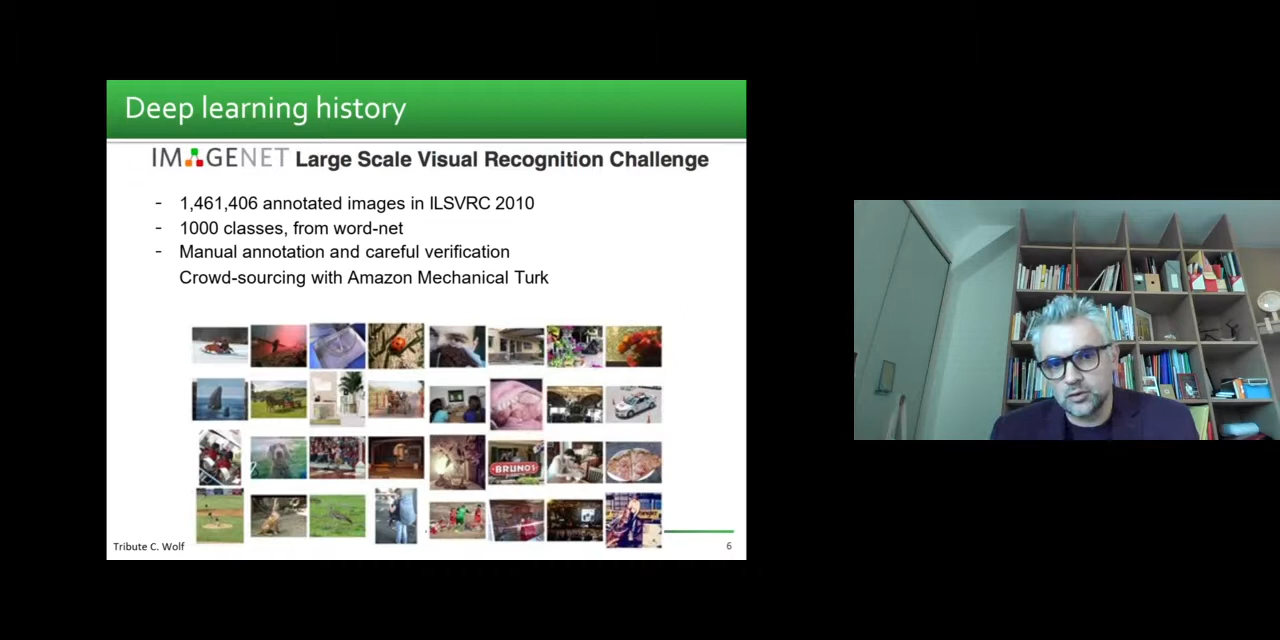 Deep learning history
IMAGENET Large Scale Visual Recognition Challenge
- 1,461,406 annotated images in ILSVRC 2010
- 1000 classes, from word-net
- Manual annotation and careful verification
Crowd-sourcing with Amazon Mechanical Turk
BRUNO'S
Tribute C. Wolf
6